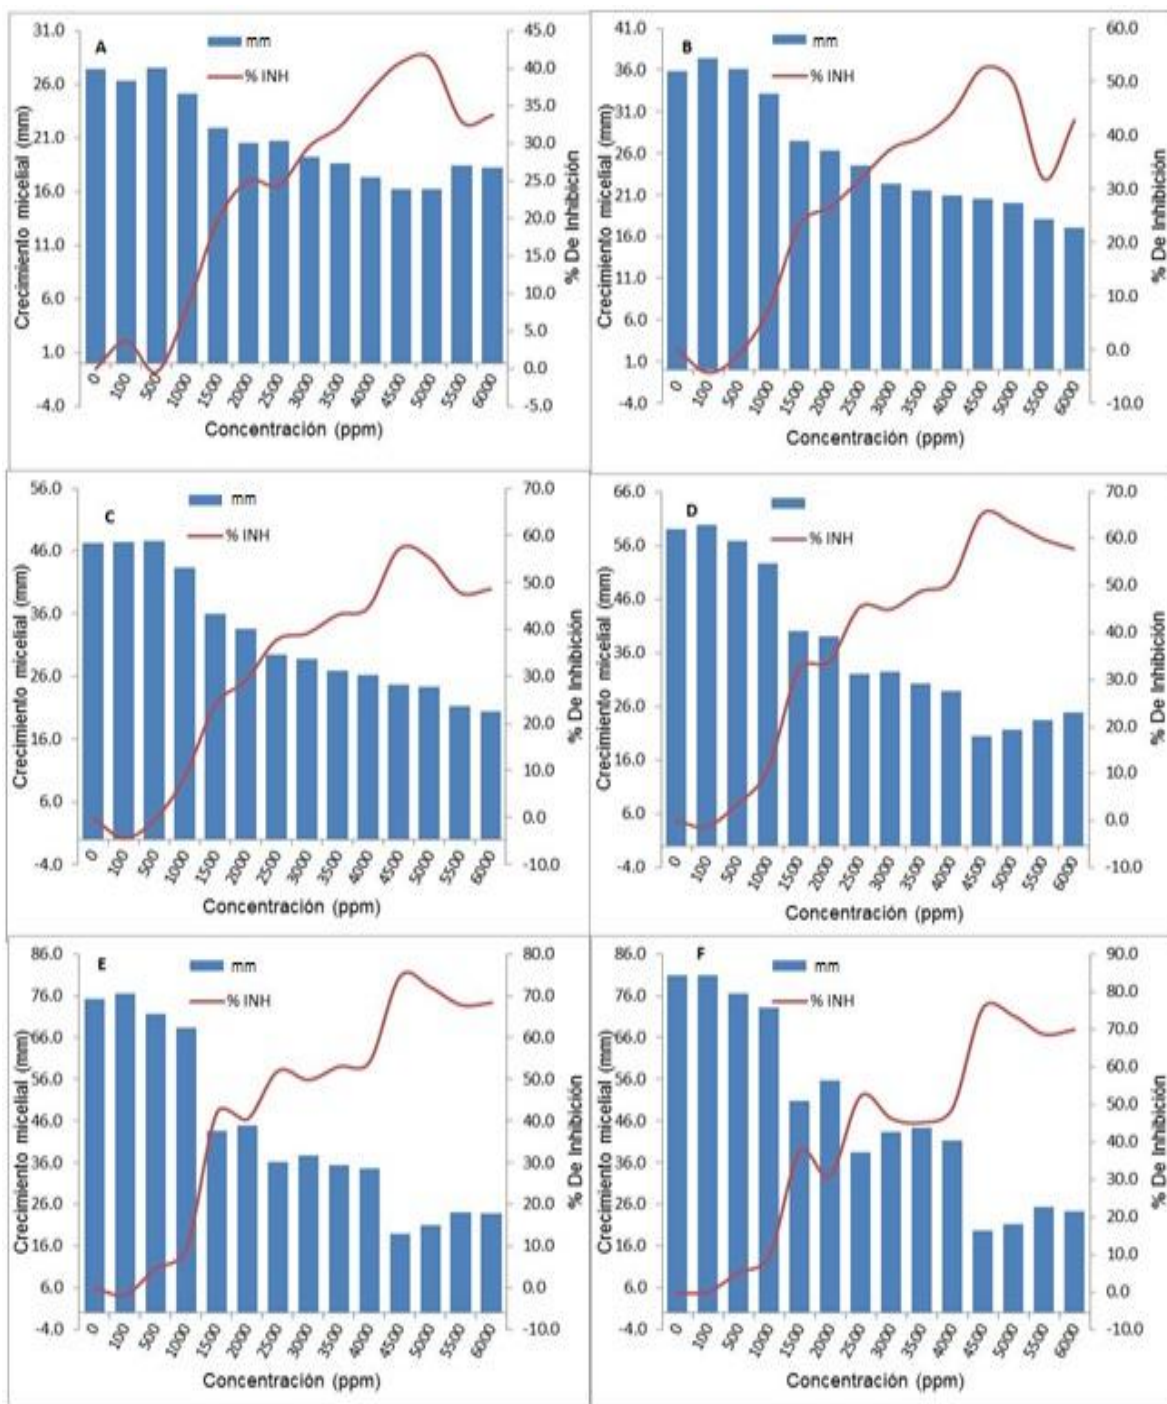 A
mm
% INH
Crecimiento micelial (mm)
% De Inhibición
31.0
26.0
21.0
16.0
11.0
6.0
1.0
-4.0
45.0
40.0
35.0
30.0
25.0
20.0
15.0
10.0
5.0
0.0
-5.0
0 100 500 1000 1500 2000 2500 3000 3500 4000 4500 5000 5500 6000
Concentración (ppm)
B
mm
% INH
Crecimiento micelial (mm)
% De Inhibición
41.0
36.0
31.0
26.0
21.0
16.0
11.0
6.0
1.0
-4.0
60.0
50.0
40.0
30.0
20.0
10.0
0.0
-10.0
0 100 500 1000 1500 2000 2500 3000 3500 4000 4500 5000 5500 6000
Concentración (ppm)
C
mm
% INH
Crecimiento micelial (mm)
% De Inhibición
56.0
46.0
36.0
26.0
16.0
6.0
-4.0
70.0
60.0
50.0
40.0
30.0
20.0
10.0
0.0
-10.0
0 100 500 1000 1500 2000 2500 3000 3500 4000 4500 5000 5500 6000
Concentración (ppm)
D
% INH
Crecimiento micelial (mm)
% De Inhibición
66.0
56.0
46.0
36.0
26.0
16.0
6.0
-4.0
70.0
60.0
50.0
40.0
30.0
20.0
10.0
0.0
-10.0
0 100 500 1000 1500 2000 2500 3000 3500 4000 4500 5000 5500 6000
Concentración (ppm)
E
mm
% INH
Crecimiento micelial (mm)
% De Inhibición
86.0
76.0
66.0
56.0
46.0
36.0
26.0
16.0
6.0
-4.0
80.0
70.0
60.0
50.0
40.0
30.0
20.0
10.0
0.0
-10.0
0 100 500 1000 1500 2000 2500 3000 3500 4000 4500 5000 5500 6000
Concentración (ppm)
F
mm
% INH
Crecimiento micelial (mm)
% De Inhibición
86.0
76.0
66.0
56.0
46.0
36.0
26.0
16.0
6.0
-4.0
90.0
80.0
70.0
60.0
50.0
40.0
30.0
20.0
10.0
0.0
-10.0
0 100 500 1000 1500 2000 2500 3000 3500 4000 4500 5000 5500 6000
Concentración (ppm)